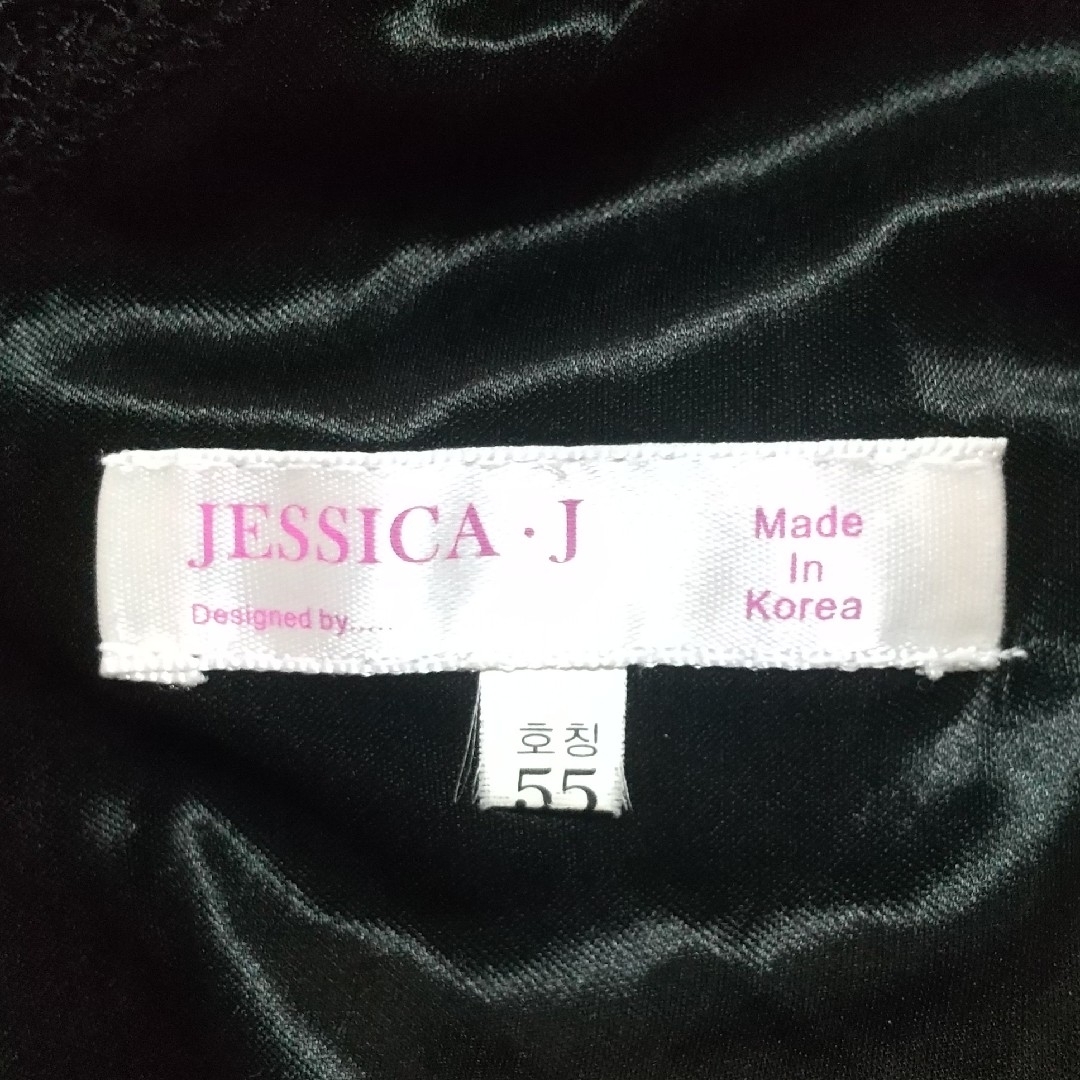 JESSICA · J
Designed by.....
Made
In
Korea
호칭
55